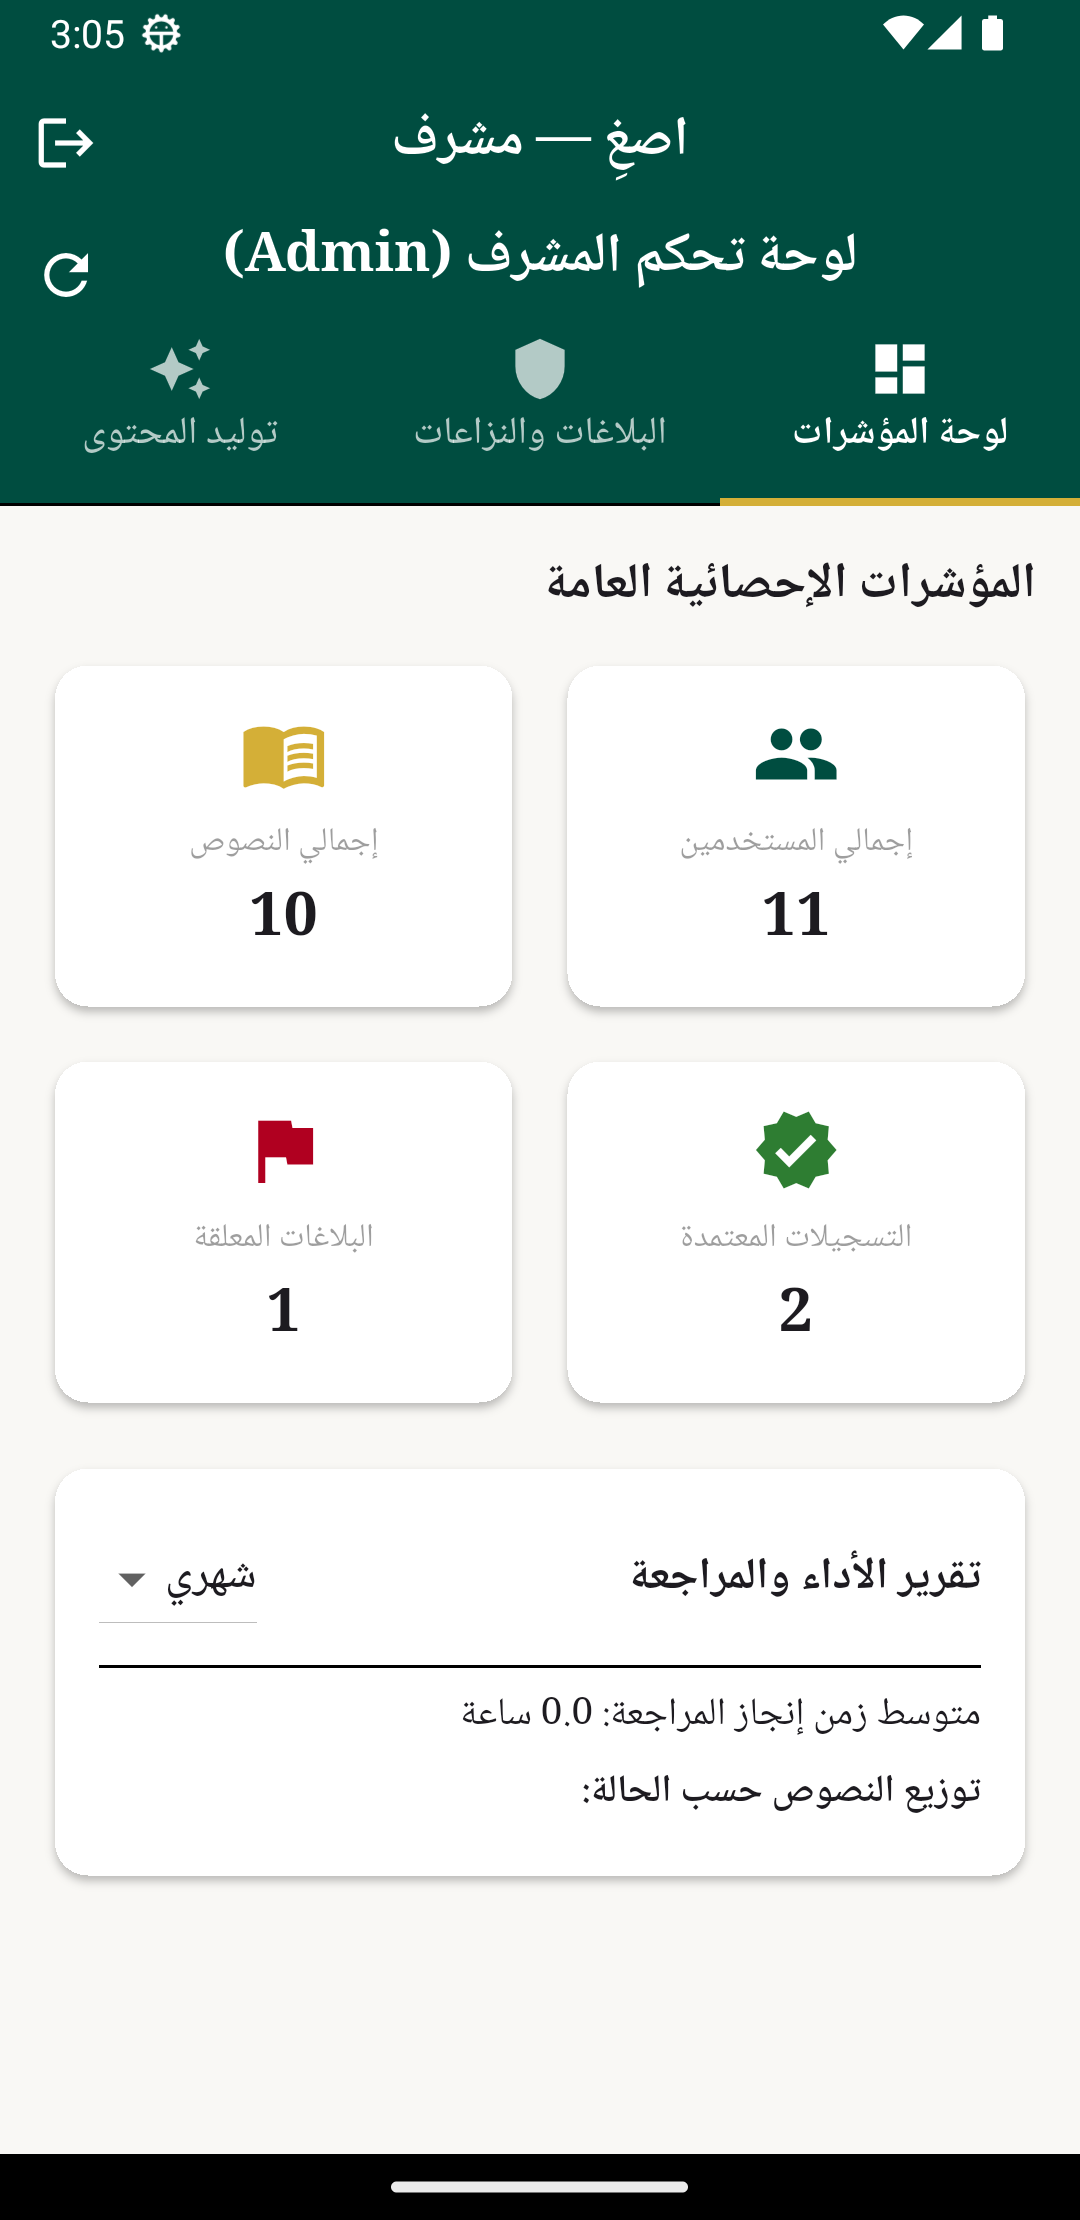 3:05
اصغِ — مشرف
لوحة تحكم المشرف (Admin)
لوحة المؤشرات
البلاغات والنزاعات
توليد المحتوى
المؤشرات الإحصائية العامة
إجمالي المستخدمين
11
إجمالي النصوص
10
التسجيلات المعتمدة
2
البلاغات المعلقة
1
تقرير الأداء والمراجعة
شهري
متوسط زمن إنجاز المراجعة: 0.0 ساعة
توزيع النصوص حسب الحالة: